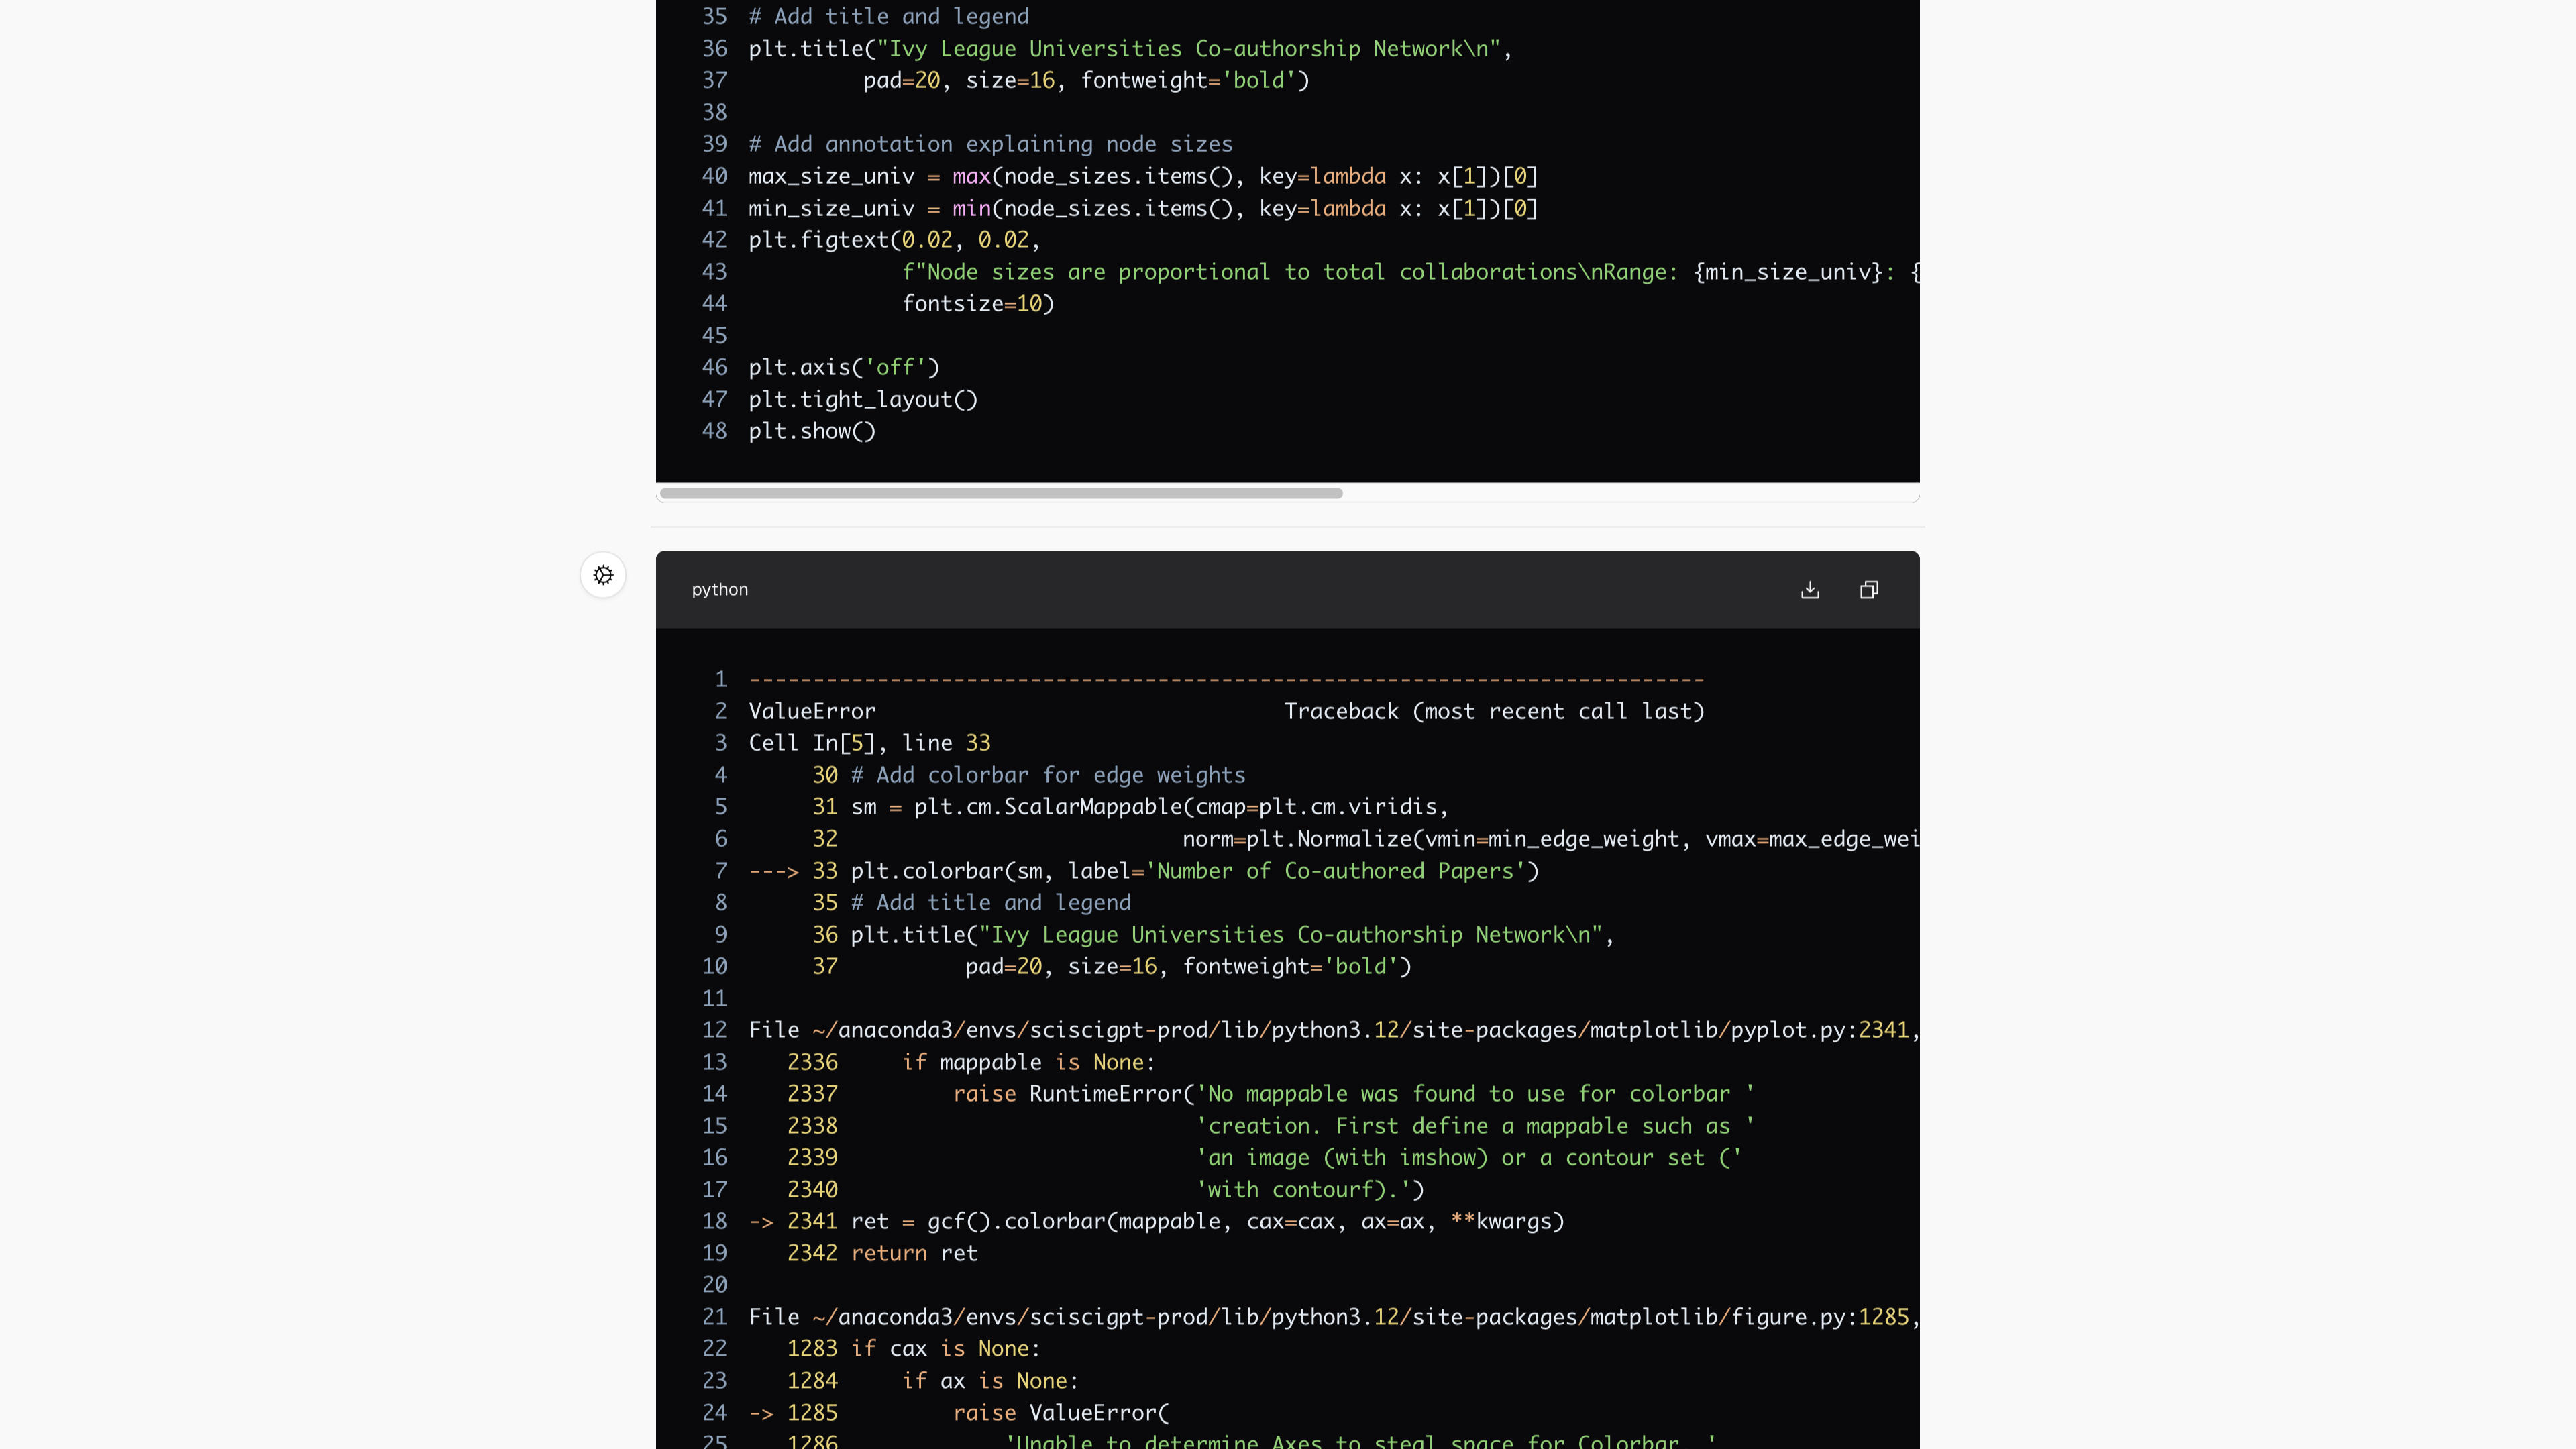 35 # Add title and legend
36 plt.title("Ivy League Universities Co-authorship Network\n",
37          pad=20, size=16, fontweight='bold')
38
39 # Add annotation explaining node sizes
40 max_size_univ = max(node_sizes.items(), key=lambda x: x[1])[0]
41 min_size_univ = min(node_sizes.items(), key=lambda x: x[1])[0]
42 plt.figtext(0.02, 0.02,
43             f"Node sizes are proportional to total collaborations\nRange: {min_size_univ}: {
44             fontsize=10)
45
46 plt.axis('off')
47 plt.tight_layout()
48 plt.show()
python
1 ---------------------------------------------------------------------------
2 ValueError                                Traceback (most recent call last)
3 Cell In[5], line 33
4      30 # Add colorbar for edge weights
5      31 sm = plt.cm.ScalarMappable(cmap=plt.cm.viridis,
6      32                           norm=plt.Normalize(vmin=min_edge_weight, vmax=max_edge_wei
7 ---> 33 plt.colorbar(sm, label='Number of Co-authored Papers')
8      35 # Add title and legend
9      36 plt.title("Ivy League Universities Co-authorship Network\n",
10      37          pad=20, size=16, fontweight='bold')
11
12 File ~/anaconda3/envs/sciscigpt-prod/lib/python3.12/site-packages/matplotlib/pyplot.py:2341,
13    2336     if mappable is None:
14    2337         raise RuntimeError('No mappable was found to use for colorbar '
15    2338                            'creation. First define a mappable such as '
16    2339                            'an image (with imshow) or a contour set ('
17    2340                            'with contourf).')
18 -> 2341 ret = gcf().colorbar(mappable, cax=cax, ax=ax, **kwargs)
19    2342 return ret
20
21 File ~/anaconda3/envs/sciscigpt-prod/lib/python3.12/site-packages/matplotlib/figure.py:1285,
22    1283 if cax is None:
23    1284     if ax is None:
24 -> 1285         raise ValueError(
25    1286             'Unable to determine Axes to steal space for Colorbar. '